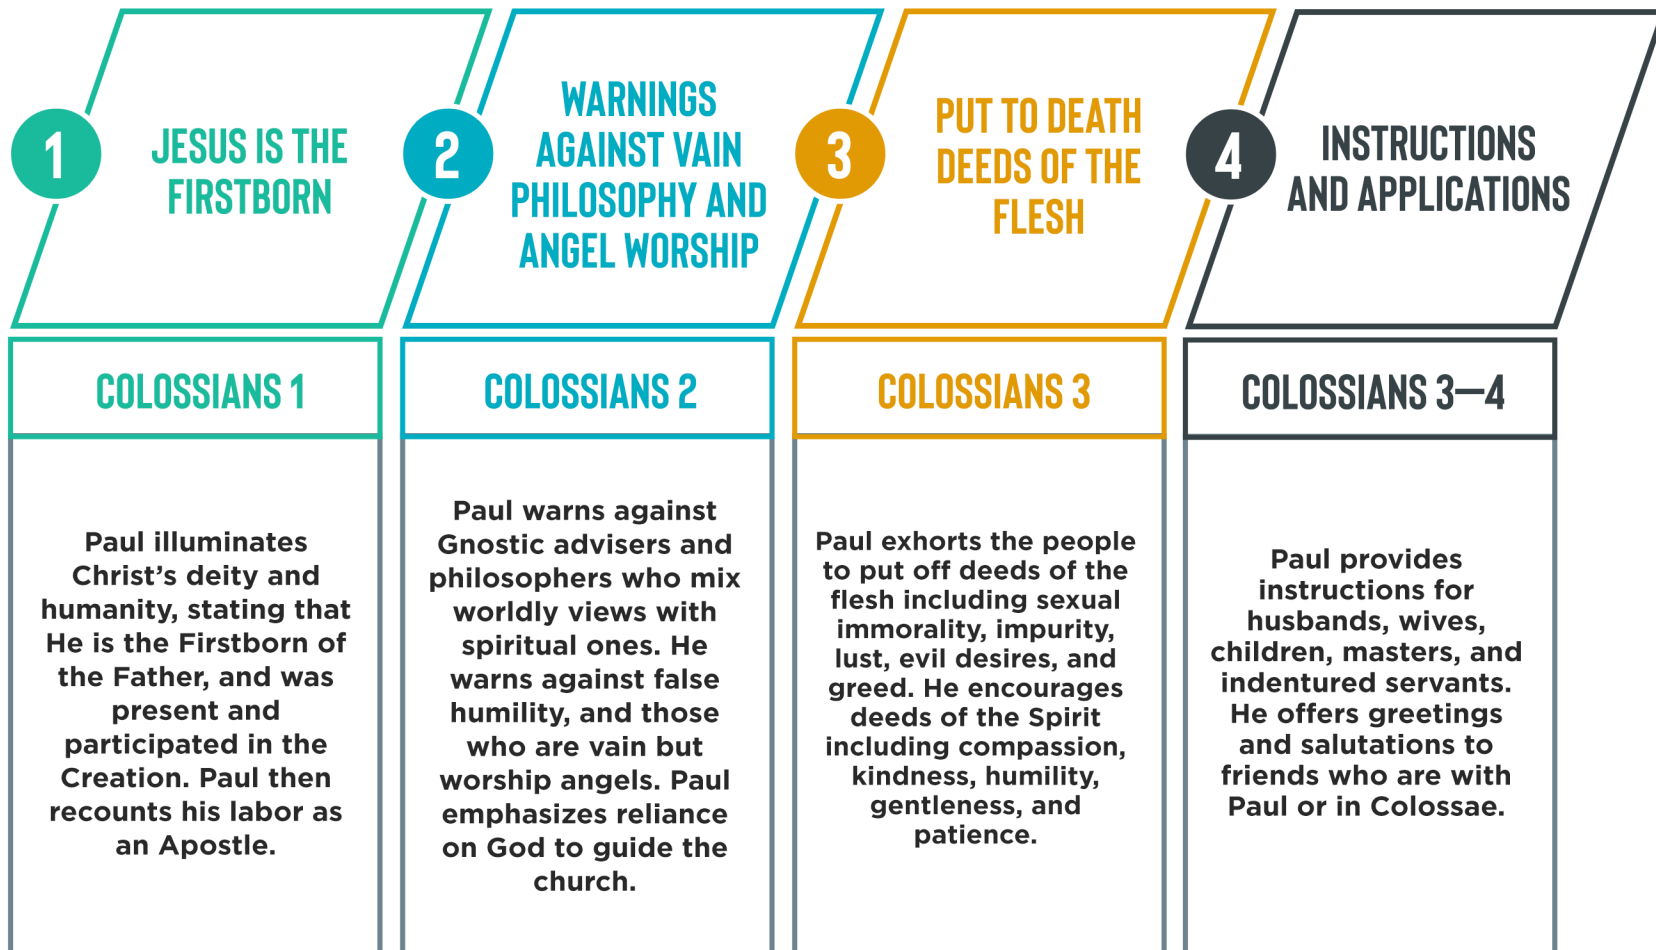 1
JESUS IS THE
FIRSTBORN
COLOSSIANS 1
Paul illuminates
Christ’s deity and
humanity, stating that
He is the Firstborn of
the Father, and was
present and
participated in the
Creation. Paul then
recounts his labor as
an Apostle.
2
WARNINGS
AGAINST VAIN
PHILOSOPHY AND
ANGEL WORSHIP
COLOSSIANS 2
Paul warns against
Gnostic advisers and
philosophers who mix
worldly views with
spiritual ones. He
warns against false
humility, and those
who are vain but
worship angels. Paul
emphasizes reliance
on God to guide the
church.
3
PUT TO DEATH
DEEDS OF THE
FLESH
COLOSSIANS 3
Paul exhorts the people
to put off deeds of the
flesh including sexual
immorality, impurity,
lust, evil desires, and
greed. He encourages
deeds of the Spirit
including compassion,
kindness, humility,
gentleness, and
patience.
4
INSTRUCTIONS
AND APPLICATIONS
COLOSSIANS 3—4
Paul provides
instructions for
husbands, wives,
children, masters, and
indentured servants.
He offers greetings
and salutations to
friends who are with
Paul or in Colossae.